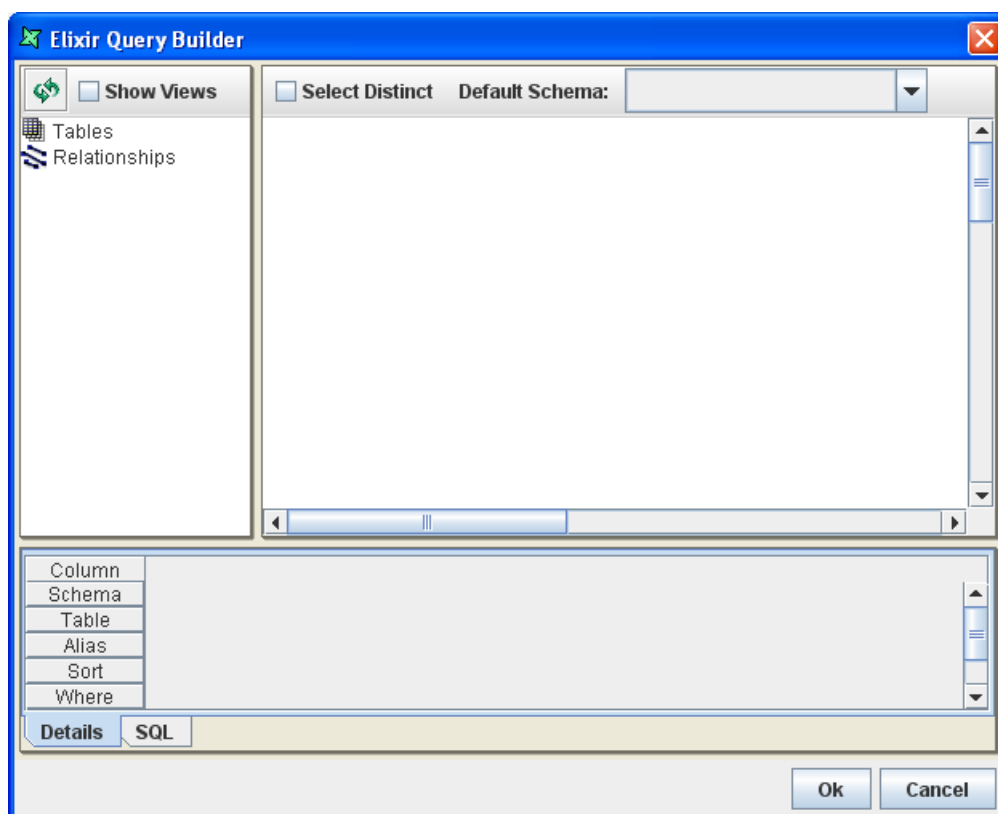 Elixir Query Builder
Show Views
Select Distinct Default Schema:
Tables
Relationships
Column
Schema
Table
Alias
Sort
Where
Details SQL
Ok Cancel